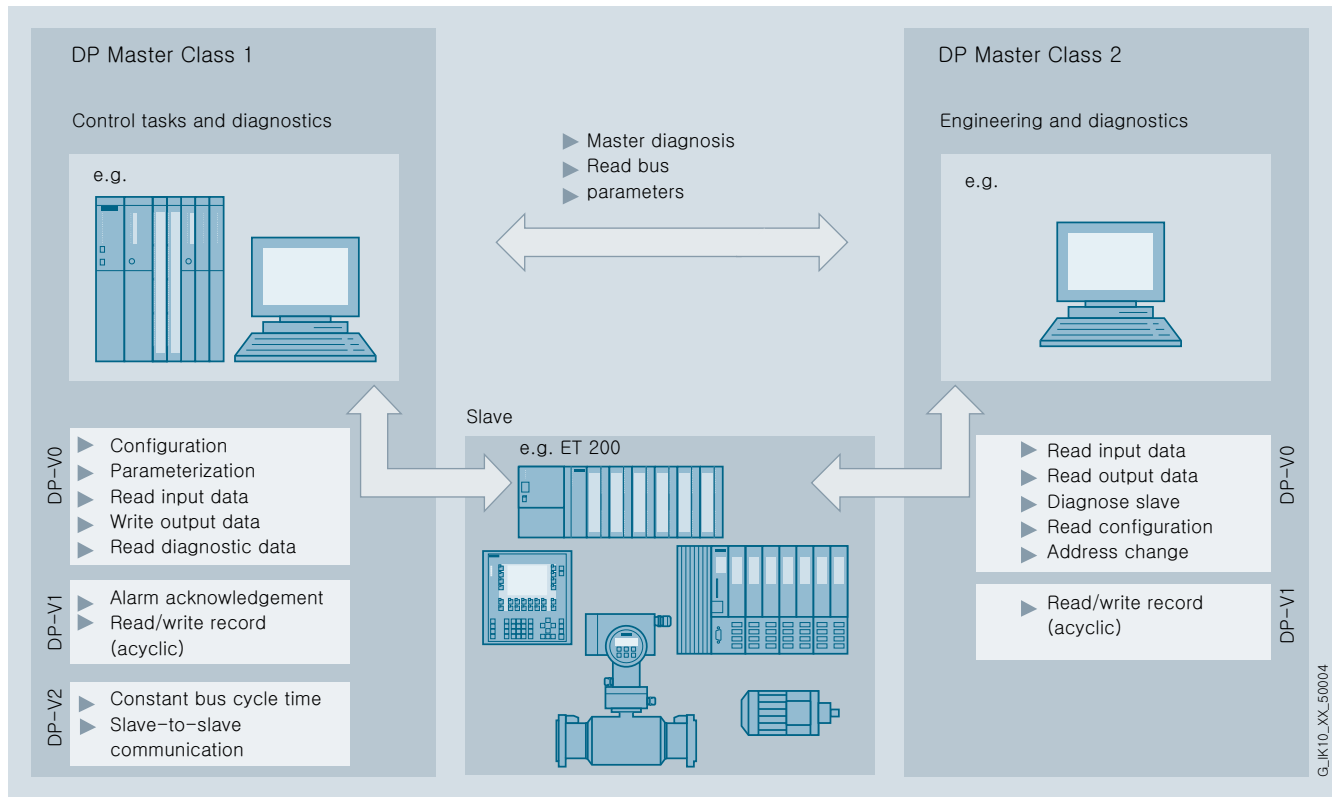 DP Master Class 1
Control tasks and diagnostics
e.g.
DP-V0
Configuration
Parameterization
Read input data
Write output data
Read diagnostic data
DP-V1
Alarm acknowledgement
Read/write record
(acyclic)
DP-V2
Constant bus cycle time
Slave-to-slave
communication
Master diagnosis
Read bus
parameters
Slave
e.g. ET 200
DP Master Class 2
Engineering and diagnostics
e.g.
Read input data
Read output data
Diagnose slave
Read configuration
Address change
DP-V0
Read/write record
(acyclic)
DP-V1
G_IK10_XX_50004